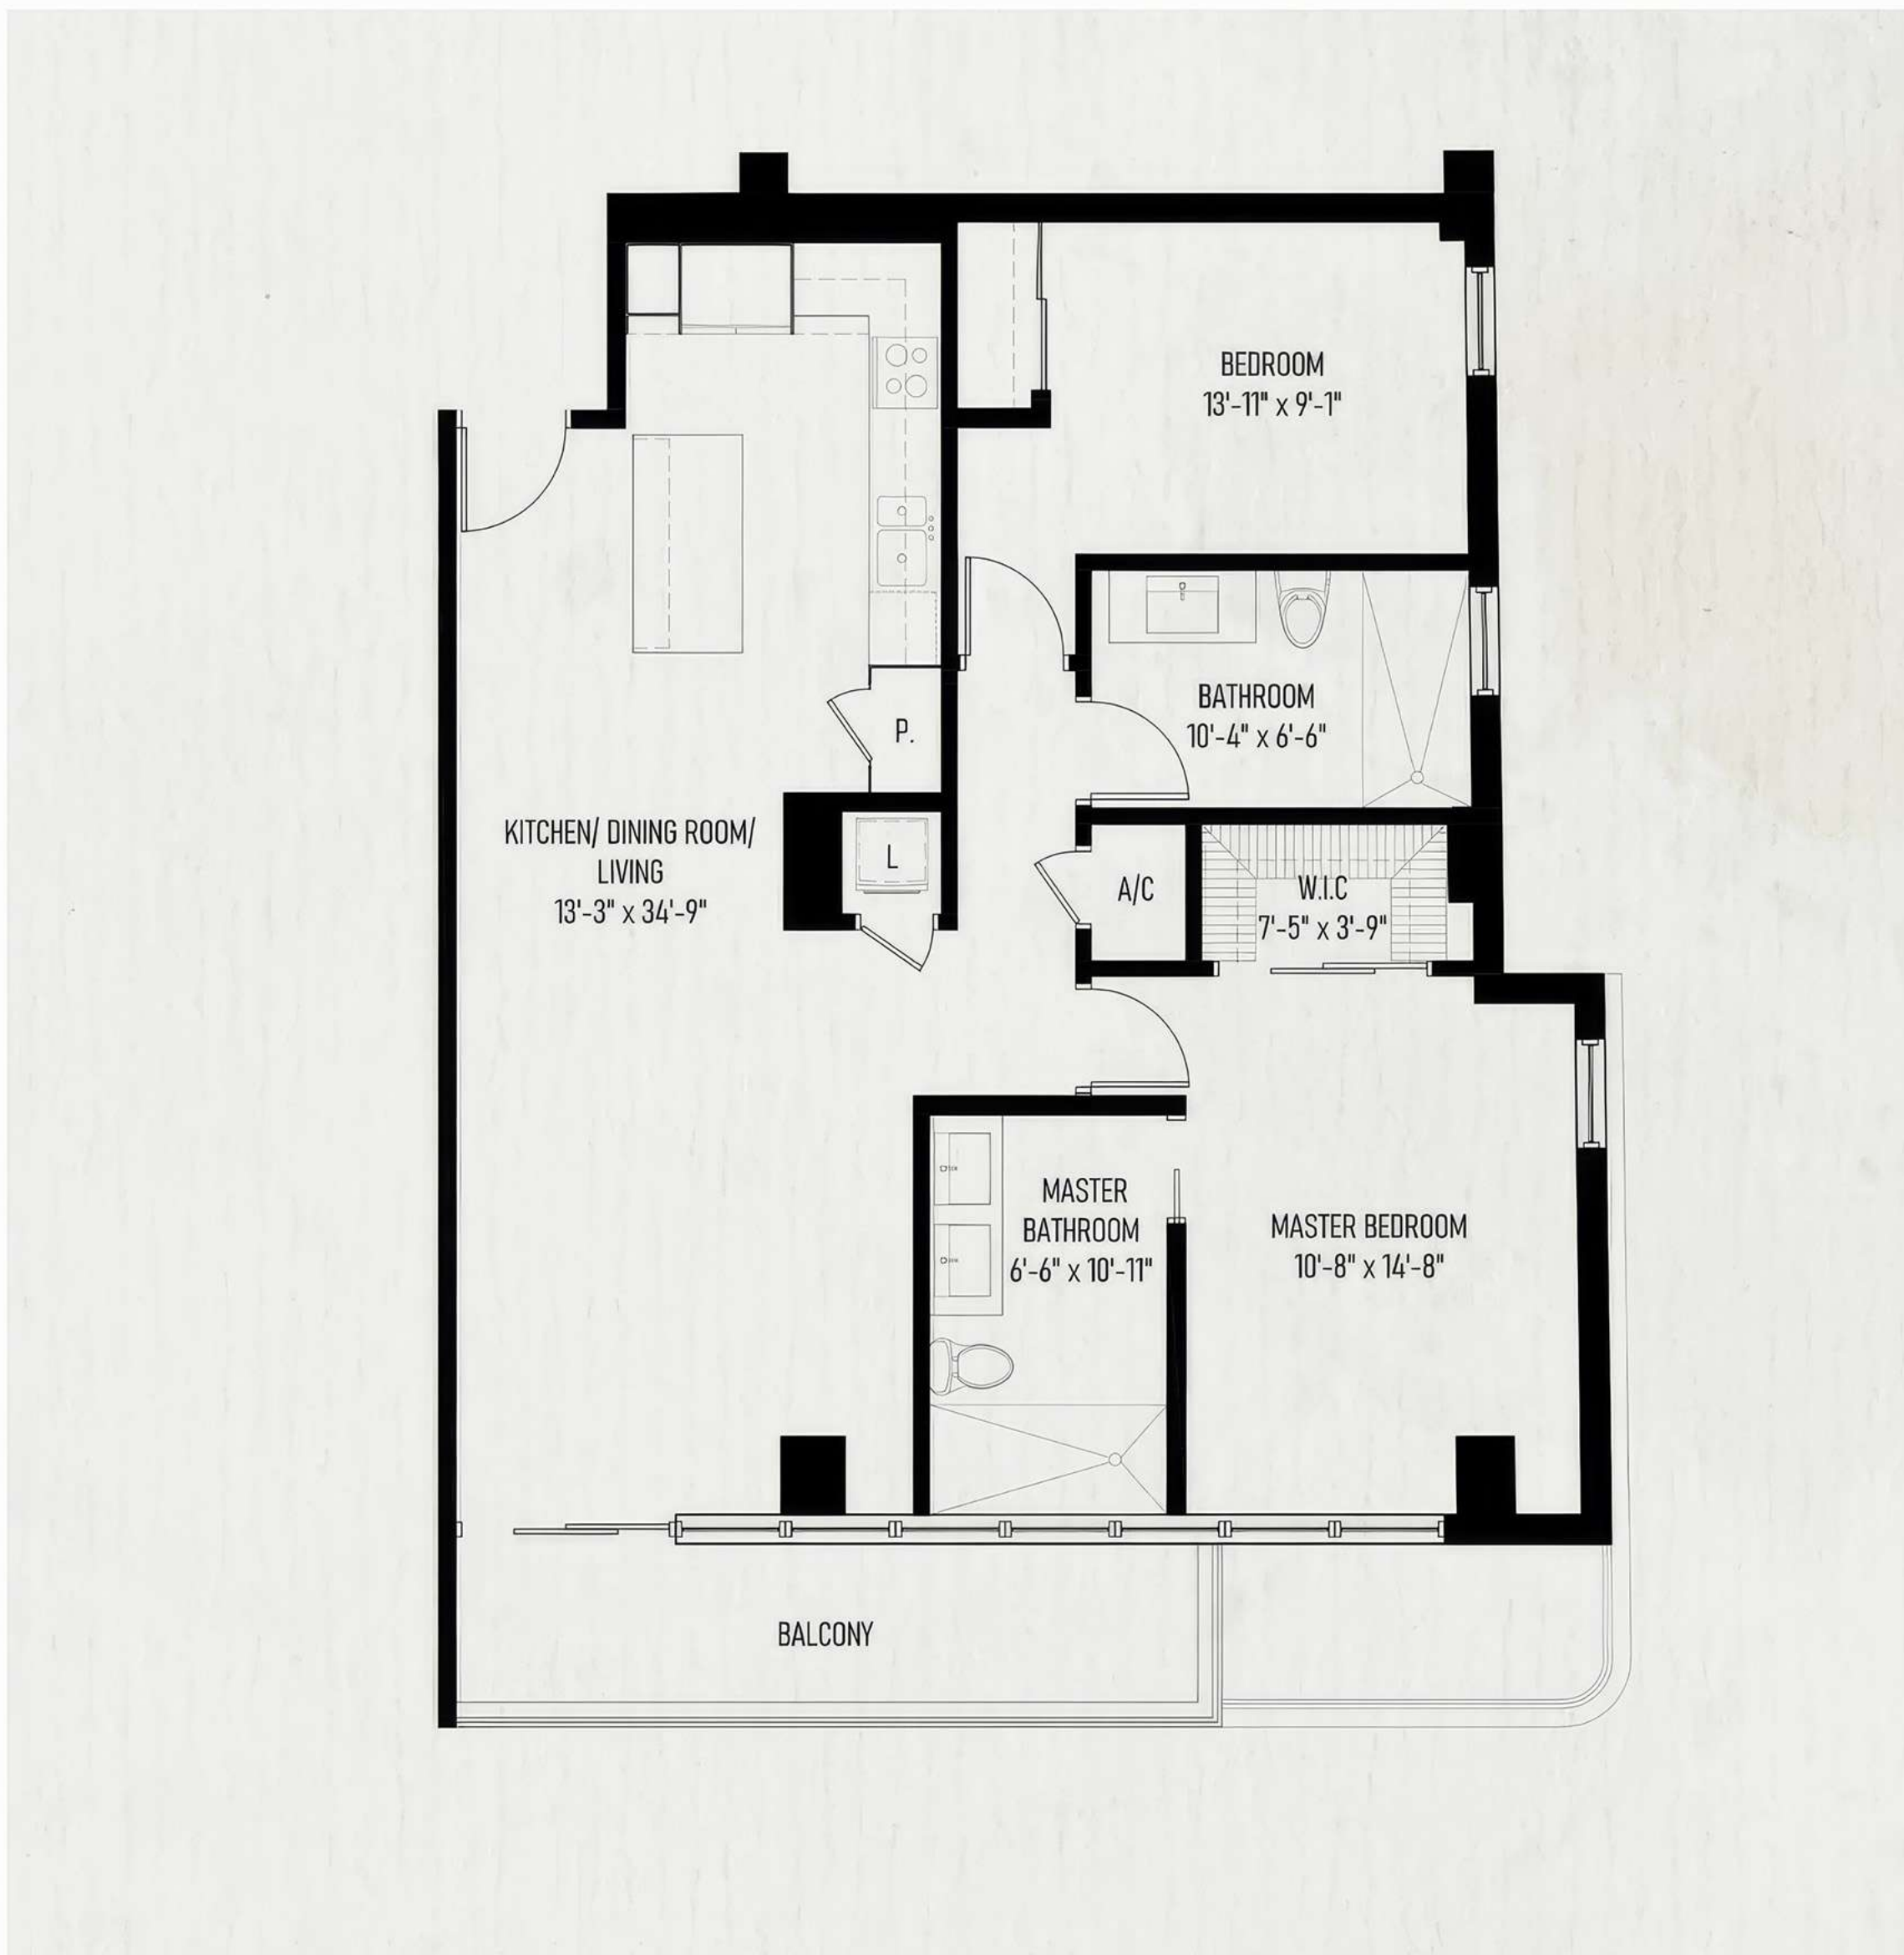 BEDROOM
13'-11" x 9'-1"
BATHROOM
10'-4" x 6'-6"
P.
KITCHEN/ DINING ROOM/
LIVING
13'-3" x 34'-9"
L
A/C
W.I.C
7'-5" x 3'-9"
MASTER
BATHROOM
6'-6" x 10'-11"
MASTER BEDROOM
10'-8" x 14'-8"
BALCONY